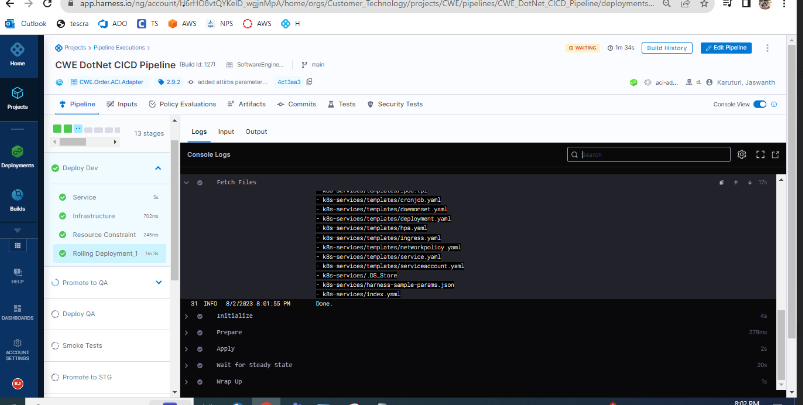 app.harness.io/ng/account/
home/orgs/Customer_Technology/projects/CWE/pipelines/CWE_DotNet_CICD_Pipeline/deployments...
Outlook tescra ADO TS AWS NPS AWS H
Home
Projects
Deployments
Builds
HELP
DASHBOARDS
ACCOUNT SETTINGS
Projects > Pipeline Executions >
CWE DotNet CICD Pipeline (Build Id: 127) SoftwareEngine... main
WAITING 1m 34s Build History Edit Pipeline
CWE.Order.ACI.Adapter 2.9.2 added attribs parameter... 4c13aa3
aci-ad... Karuturi, Jaswanth
Pipeline Inputs Policy Evaluations Artifacts Commits Tests Security Tests Console View
13 stages
Deploy Dev
Service 3s
Infrastructure 702ms
Resource Constraint
Rolling Deployment_1 1m 3s
Promote to QA
Deploy QA
Smoke Tests
Promote to STG
Logs Input Output
Console Logs Search
Fetch Files 17s
- k8s-services/templates/cronjob.yaml
- k8s-services/templates/daemonset.yaml
- k8s-services/templates/deployment.yaml
- k8s-services/templates/hpa.yaml
- k8s-services/templates/ingress.yaml
- k8s-services/templates/networkpolicy.yaml
- k8s-services/templates/service.yaml
- k8s-services/templates/serviceaccount.yaml
- k8s-services/.DS_Store
- k8s-services/harness-sample-params.json
- k8s-services/index.yaml
31 INFO 8/2/2023 8:01:55 PM Done.
Initialize 4s
Prepare 278ms
Apply 2s
Wait for Steady State 20s
Wrap Up 1s
8:02 PM